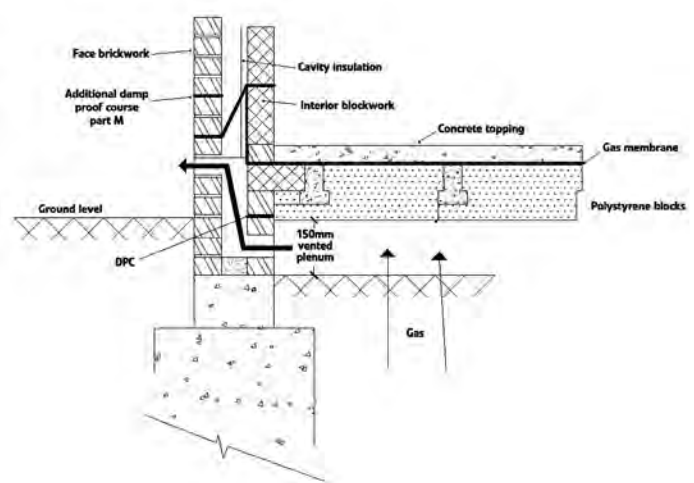 Face brickwork
Cavity insulation
Additional damp
proof course
part M
Interior blockwork
Concrete topping
Gas membrane
Ground level
Polystyrene blocks
DPC
150mm
vented
plenum
Gas